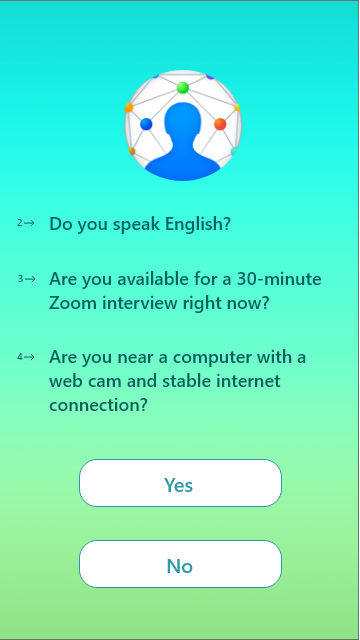 2→ Do you speak English?
3→ Are you available for a 30-minute
Zoom interview right now?
4→ Are you near a computer with a
web cam and stable internet
connection?
Yes
No